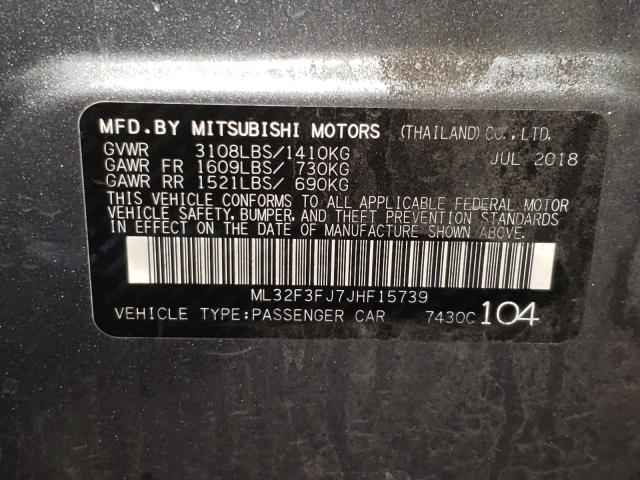 MFD.BY MITSUBISHI MOTORS (THAILAND) CO., LTD.
GVWR 3108LBS/1410KG JUL 2018
GAWR FR 1609LBS/ 730KG
GAWR RR 1521LBS/ 690KG
THIS VEHICLE CONFORMS TO ALL APPLICABLE FEDERAL MOTOR
VEHICLE SAFETY, BUMPER, AND THEFT PREVENTION STANDARDS
IN EFFECT ON THE DATE OF MANUFACTURE SHOWN ABOVE.
ML32F3FJ7JHF15739
VEHICLE TYPE:PASSENGER CAR 7430C 104